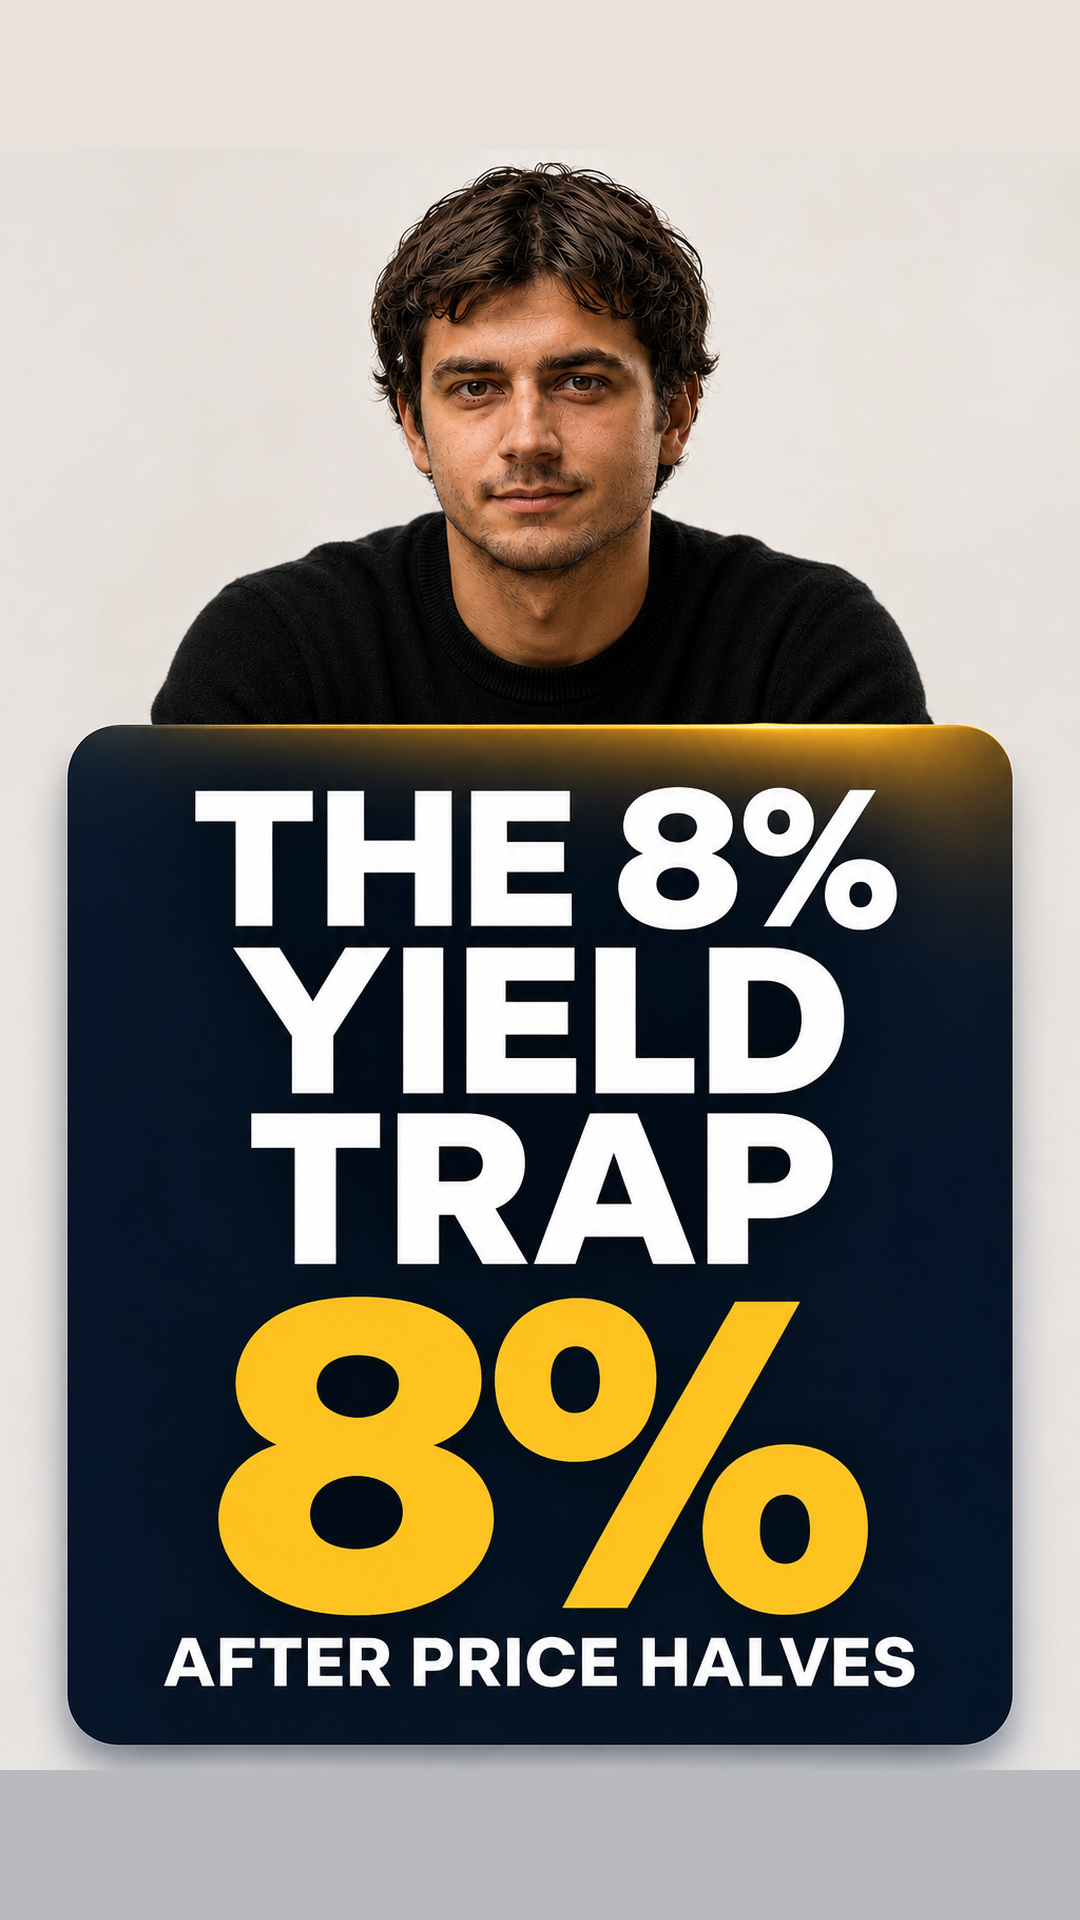 THE 8%
YIELD
TRAP
8%
AFTER PRICE HALVES